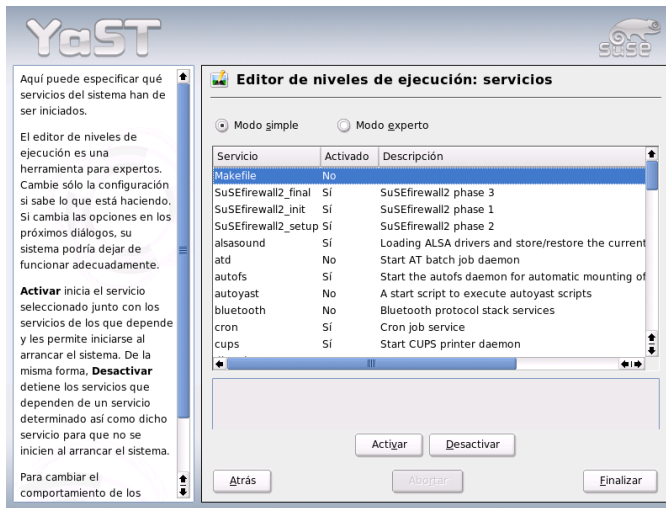 YaST
SUSE
Aquí puede especificar qué
servicios del sistema han de
ser iniciados.
El editor de niveles de
ejecución es una
herramienta para expertos.
Cambie sólo la configuración
si sabe lo que está haciendo.
Si cambia las opciones en los
próximos diálogos, su
sistema podría dejar de
funcionar adecuadamente.
Activar inicia el servicio
seleccionado junto con los
servicios de los que depende
y les permite iniciarse al
arrancar el sistema. De la
misma forma, Desactivar
detiene los servicios que
dependen de un servicio
determinado así como dicho
servicio para que no se
inicien al arrancar el sistema.
Para cambiar el
comportamiento de los
Editor de niveles de ejecución: servicios
Modo simple Modo experto
Servicio Activado Descripción
Makefile No
SuSEfirewall2_final Sí SuSEfirewall2 phase 3
SuSEfirewall2_init Sí SuSEfirewall2 phase 1
SuSEfirewall2_setup Sí SuSEfirewall2 phase 2
alsasound Sí Loading ALSA drivers and store/restore the current
atd No Start AT batch job daemon
autofs Sí Start the autofs daemon for automatic mounting of
autoyast No A start script to execute autoyast scripts
bluetooth No Bluetooth protocol stack services
cron Sí Cron job service
cups Sí Start CUPS printer daemon
Activar Desactivar
Atrás Abortar Finalizar